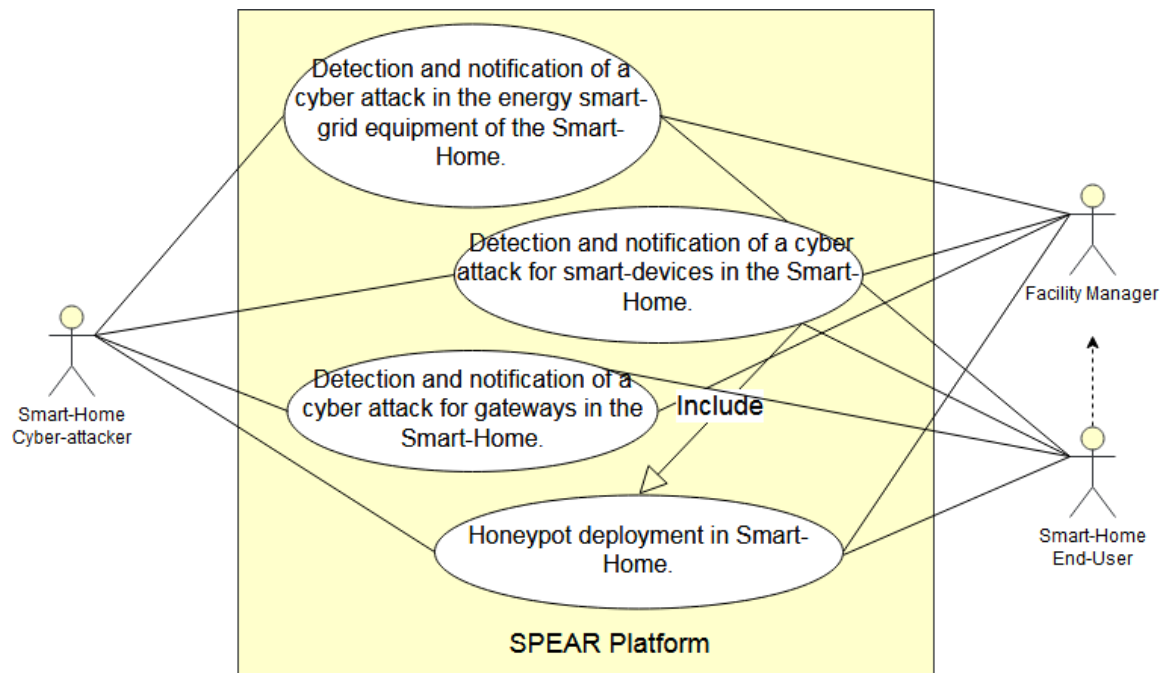 Detection and notification of a
cyber attack in the energy smart-
grid equipment of the Smart-
Home.
Detection and notification of a cyber
attack for smart-devices in the Smart-
Home.
Facility Manager
Smart-Home
Cyber-attacker
Detection and notification of a
cyber attack for gateways in the
Smart-Home.
Include
Honeypot deployment in Smart-
Home.
Smart-Home
End-User
SPEAR Platform